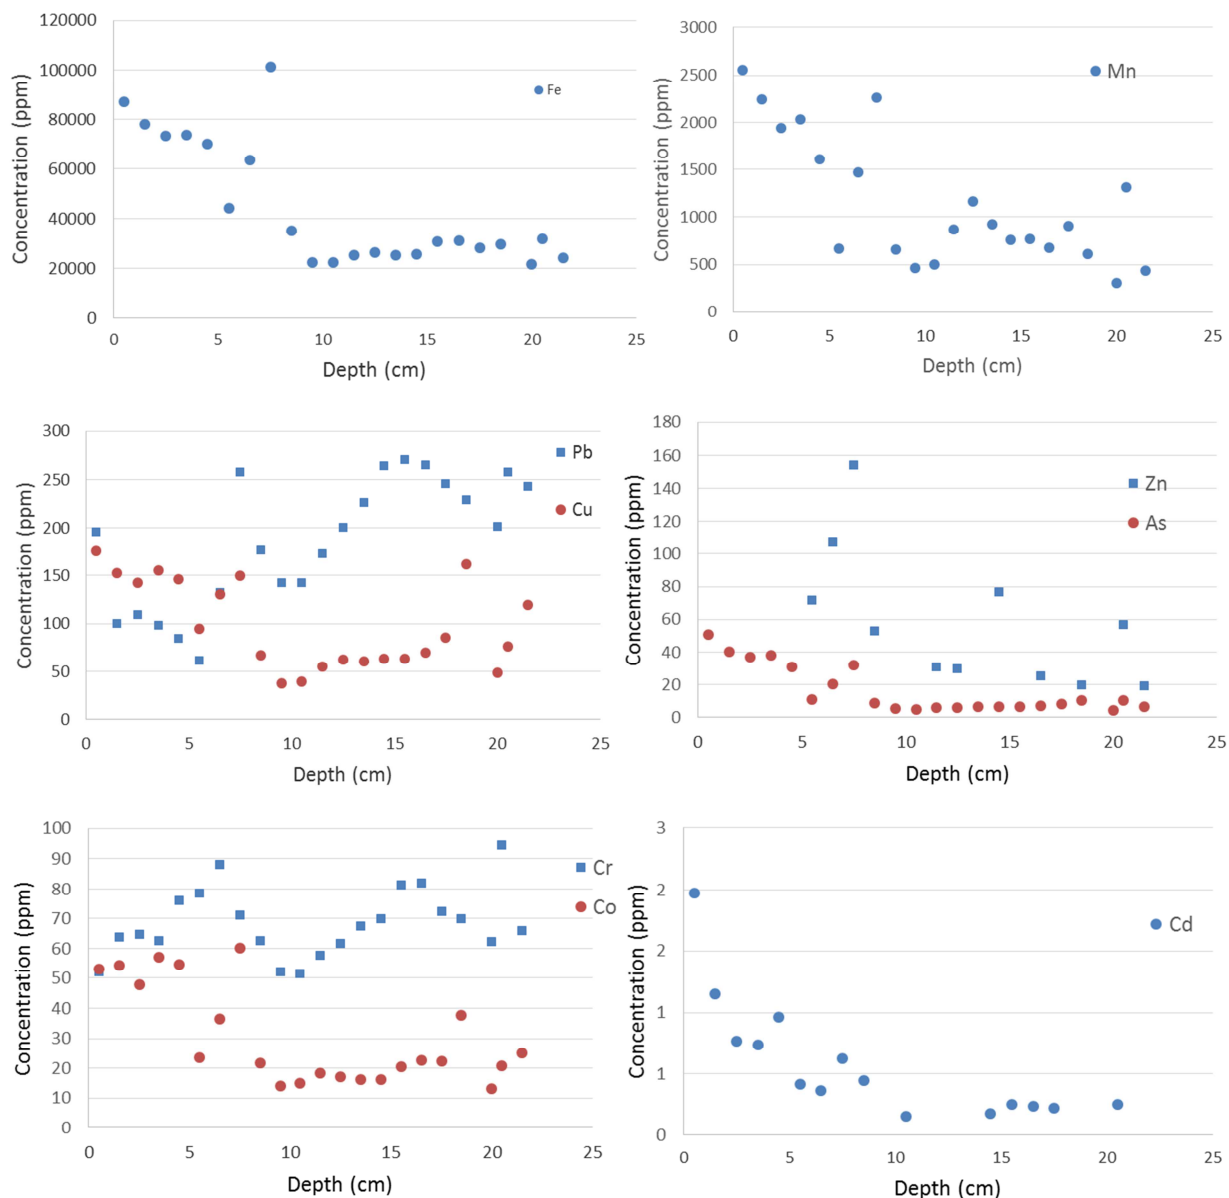 120000
100000
80000
60000
40000
20000
0
Concentration (ppm)
Fe
0 5 10 15 20 25
Depth (cm)
3000
2500
2000
1500
1000
500
0
Concentration (ppm)
Mn
0 5 10 15 20 25
Depth (cm)
300
250
200
150
100
50
0
Concentration (ppm)
Pb
Cu
0 5 10 15 20 25
Depth (cm)
180
160
140
120
100
80
60
40
20
0
Concentration (ppm)
Zn
As
0 5 10 15 20 25
Depth (cm)
100
90
80
70
60
50
40
30
20
10
0
Concentration (ppm)
Cr
Co
0 5 10 15 20 25
Depth (cm)
3
2
2
1
1
0
Concentration (ppm)
Cd
0 5 10 15 20 25
Depth (cm)